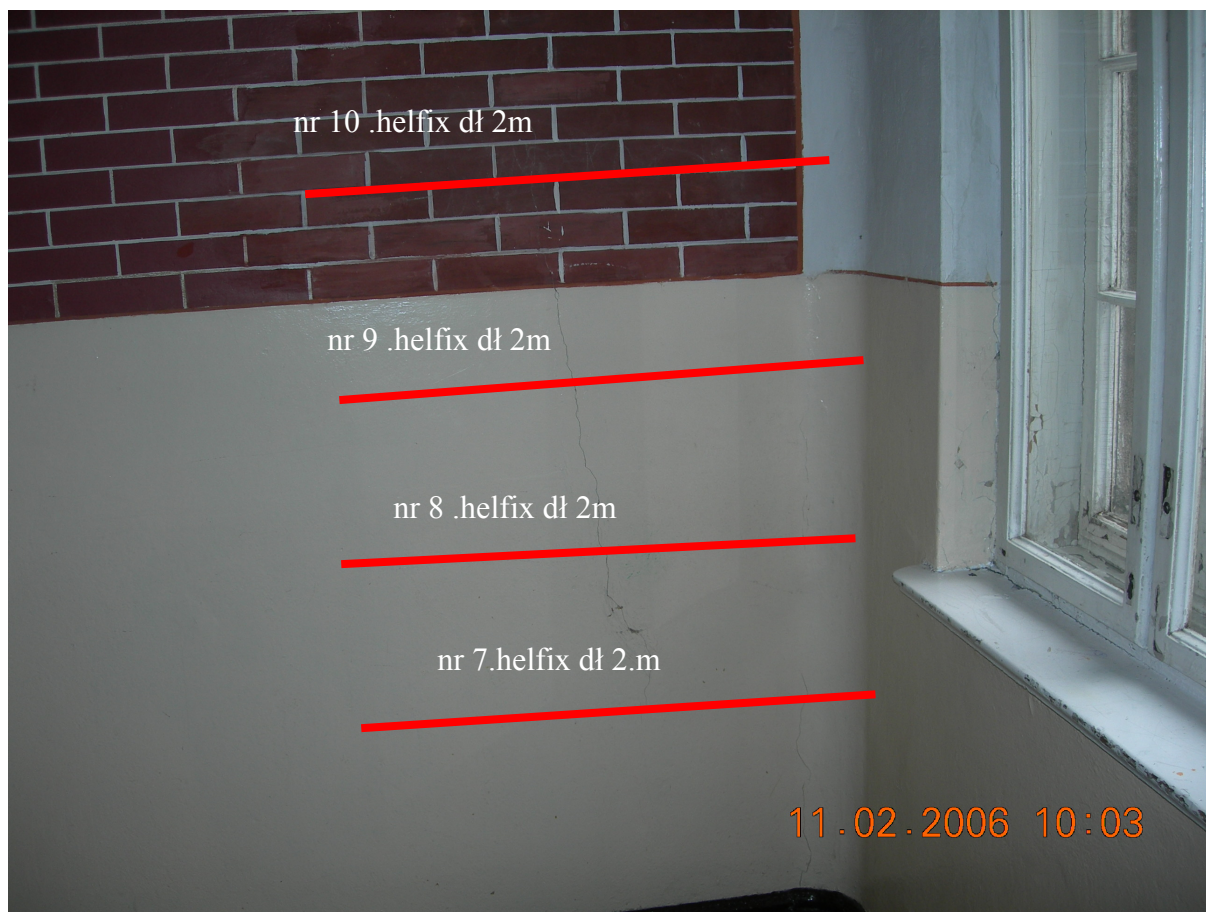 nr 10 .helfix dł 2m
nr 9 .helfix dł 2m
nr 8 .helfix dł 2m
nr 7.helfix dł 2.m
11.02.2006 10:03